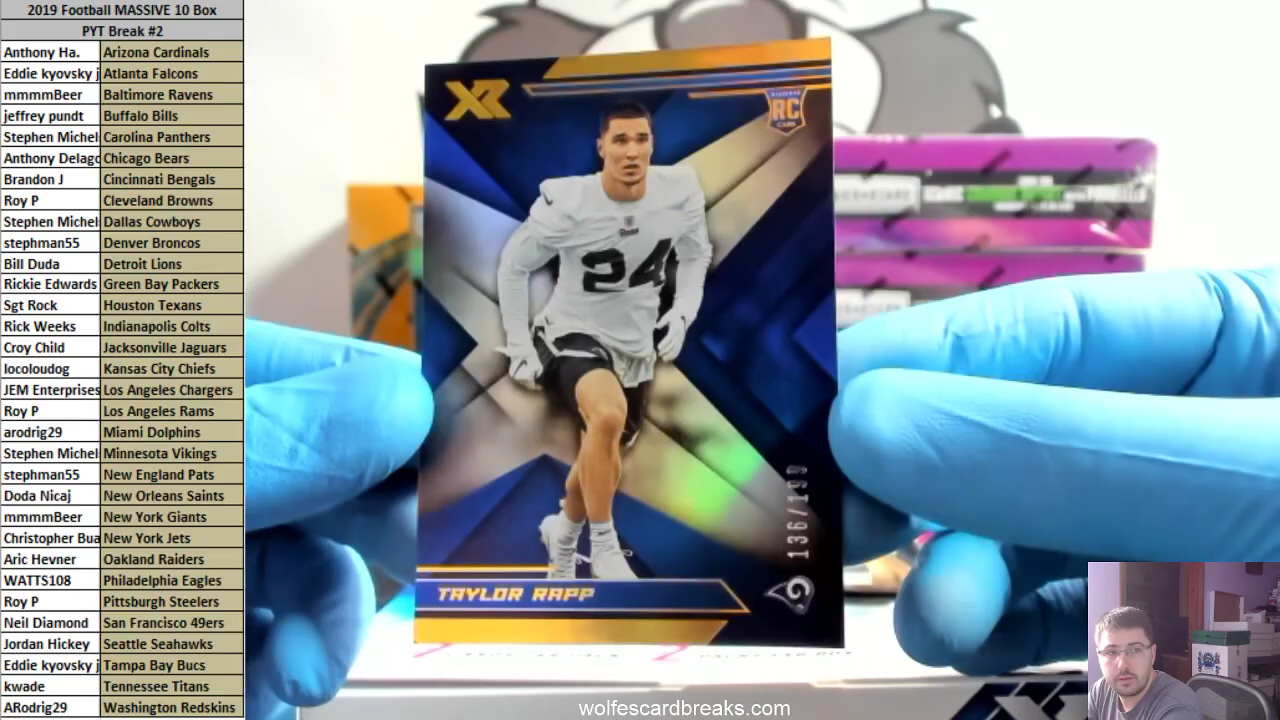 2019 Football MASSIVE 10 Box
PYT Break #2
Anthony Ha. Arizona Cardinals
Eddie kyovsky j Atlanta Falcons
mmmmBeer Baltimore Ravens
jeffrey pundt Buffalo Bills
Stephen Michel Carolina Panthers
Anthony Delago Chicago Bears
Brandon J Cincinnati Bengals
Roy P Cleveland Browns
Stephen Michel Dallas Cowboys
stephman55 Denver Broncos
Bill Duda Detroit Lions
Rickie Edwards Green Bay Packers
Sgt Rock Houston Texans
Rick Weeks Indianapolis Colts
Croy Child Jacksonville Jaguars
locoloudog Kansas City Chiefs
JEM Enterprises Los Angeles Chargers
Roy P Los Angeles Rams
arodrig29 Miami Dolphins
Stephen Michel Minnesota Vikings
stephman55 New England Pats
Doda Nicaj New Orleans Saints
mmmmBeer New York Giants
Christopher Bua New York Jets
Aric Hevner Oakland Raiders
WATTS108 Philadelphia Eagles
Roy P Pittsburgh Steelers
Neil Diamond San Francisco 49ers
Jordan Hickey Seattle Seahawks
Eddie kyovsky j Tampa Bay Bucs
kwade Tennessee Titans
ARodrig29 Washington Redskins
XR
RC
24
136/199
TAYLOR RAPP
XR
wolfescardbreaks.com